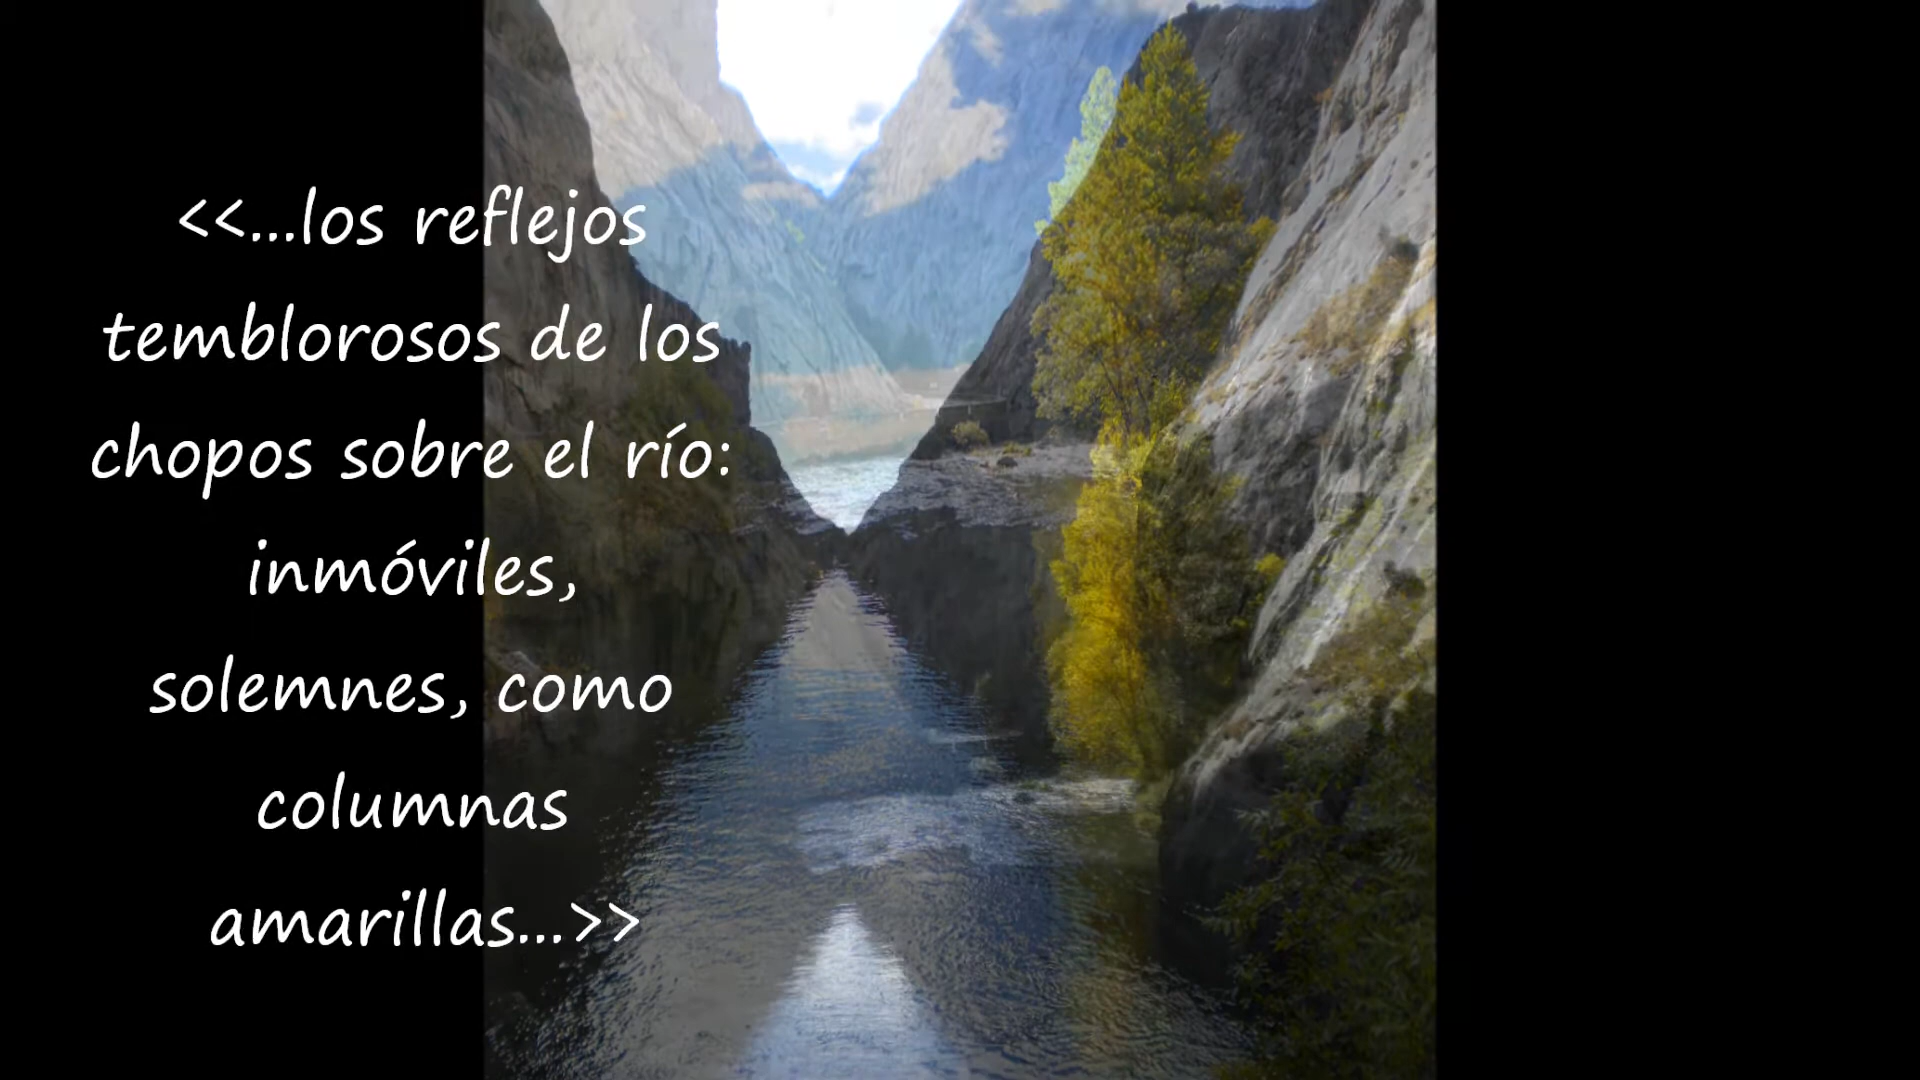 <<...los reflejos
temblorosos de los
chopos sobre el río:
inmóviles,
solemnes, como
columnas
amarillas...>>